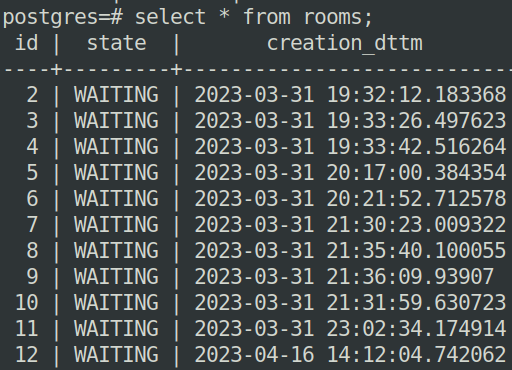 postgres=# select * from rooms;
 id |  state  |       creation_dttm
----+---------+----------------------------
  2 | WAITING | 2023-03-31 19:32:12.183368
  3 | WAITING | 2023-03-31 19:33:26.497623
  4 | WAITING | 2023-03-31 19:33:42.516264
  5 | WAITING | 2023-03-31 20:17:00.384354
  6 | WAITING | 2023-03-31 20:21:52.712578
  7 | WAITING | 2023-03-31 21:30:23.009322
  8 | WAITING | 2023-03-31 21:35:40.100055
  9 | WAITING | 2023-03-31 21:36:09.93907
 10 | WAITING | 2023-03-31 21:31:59.630723
 11 | WAITING | 2023-03-31 23:02:34.174914
 12 | WAITING | 2023-04-16 14:12:04.742062